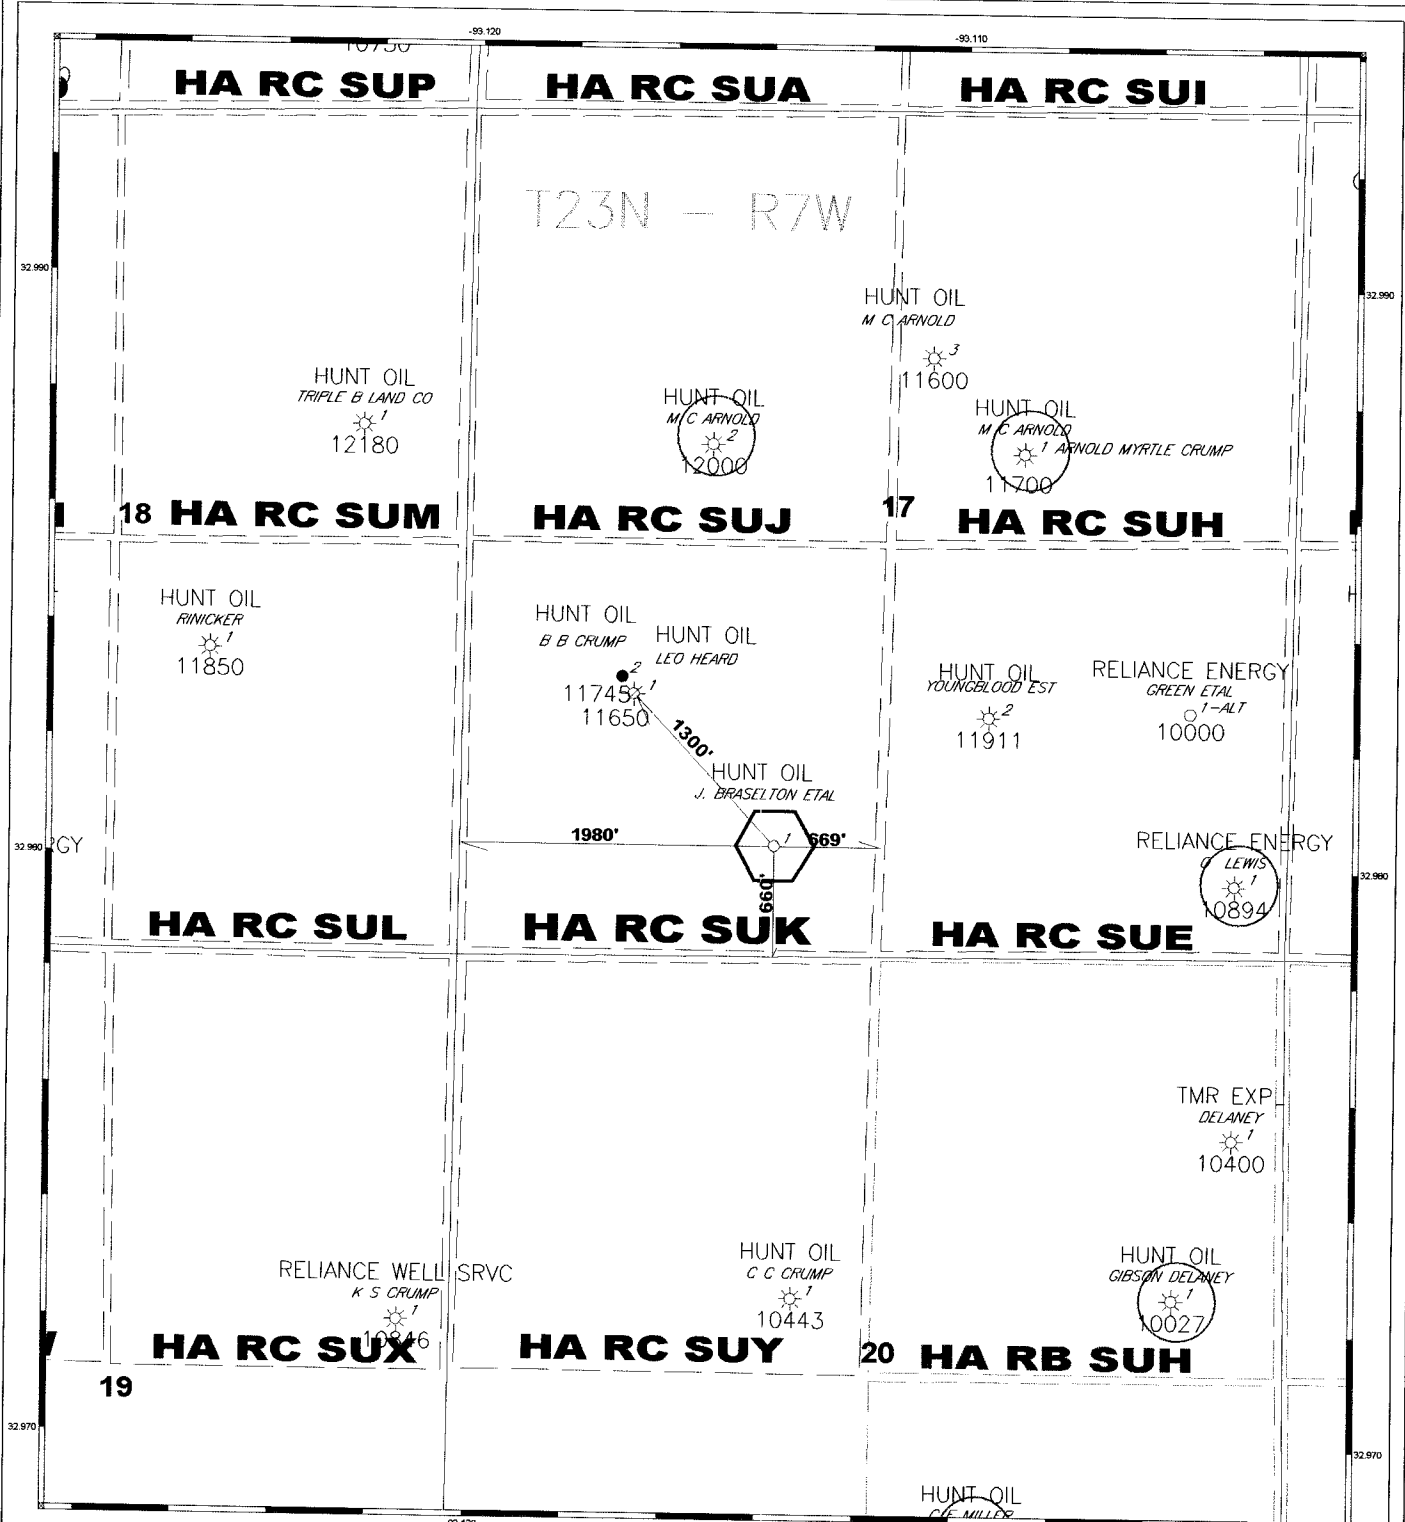 -93.120
-93.110
10750
HA RC SUP
HA RC SUA
HA RC SUI
T23N - R7W
32.990
32.990
HUNT OIL
M C ARNOLD
3
11600
HUNT OIL
TRIPLE B LAND CO
1
12180
HUNT OIL
M C ARNOLD
2
12000
HUNT OIL
M C ARNOLD
1 ARNOLD MYRTLE CRUMP
11700
18 HA RC SUM
HA RC SUJ
17
HA RC SUH
HUNT OIL
RINICKER
1
11850
HUNT OIL
B B CRUMP
2
11745
HUNT OIL
LEO HEARD
1
11650
HUNT OIL
YOUNGBLOOD EST
2
11911
RELIANCE ENERGY
GREEN ETAL
1-ALT
10000
1300'
HUNT OIL
J. BRASELTON ETAL
1
1980'
669'
660'
32.980
RGY
RELIANCE ENERGY
LEWIS
1
10894
32.980
HA RC SUL
HA RC SUK
HA RC SUE
TMR EXPL
DELANEY
1
10400
RELIANCE WELL SRVC
K S CRUMP
1
10846
HUNT OIL
C C CRUMP
1
10443
HUNT OIL
GIBSON DELANEY
1
10027
HA RC SUX
HA RC SUY
20 HA RB SUH
19
32.970
32.970
HUNT OIL
MILLER